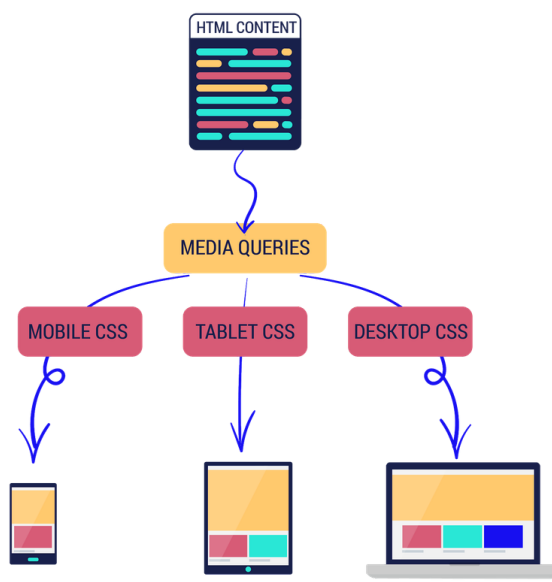 HTML CONTENT
MEDIA QUERIES
MOBILE CSS
TABLET CSS
DESKTOP CSS